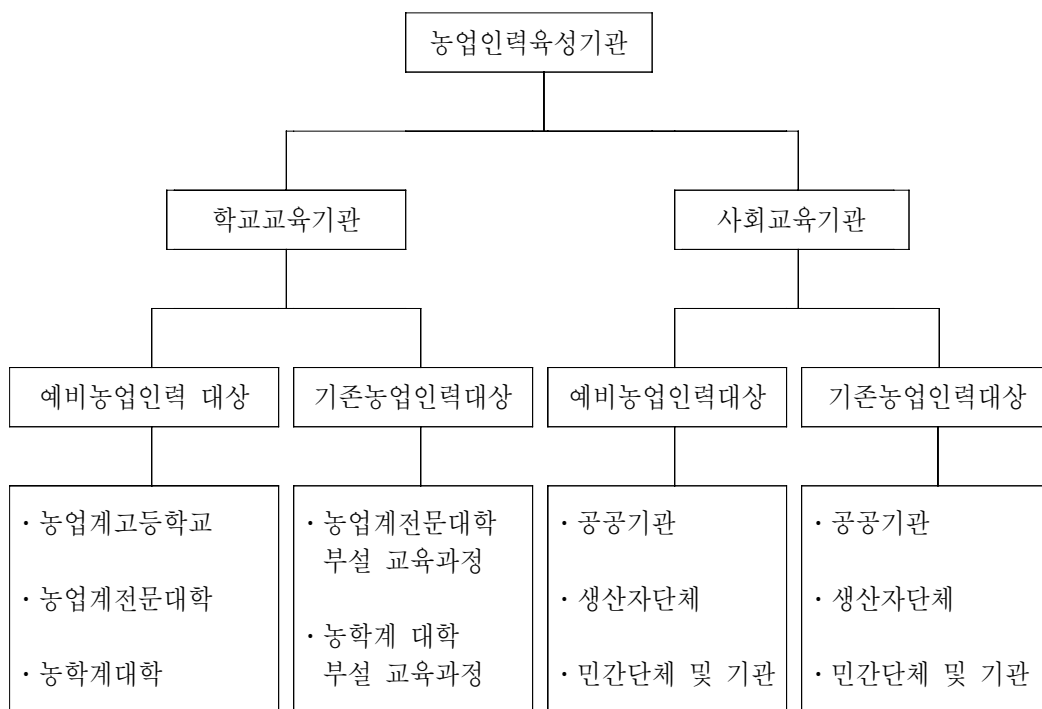 농업인력육성기관
학교교육기관
사회교육기관
예비농업인력 대상
기존농업인력대상
예비농업인력대상
기존농업인력대상
· 농업계고등학교
· 농업계전문대학
· 농학계대학
· 농업계전문대학
부설 교육과정
· 농학계 대학
부설 교육과정
· 공공기관
· 생산자단체
· 민간단체 및 기관
· 공공기관
· 생산자단체
· 민간단체 및 기관